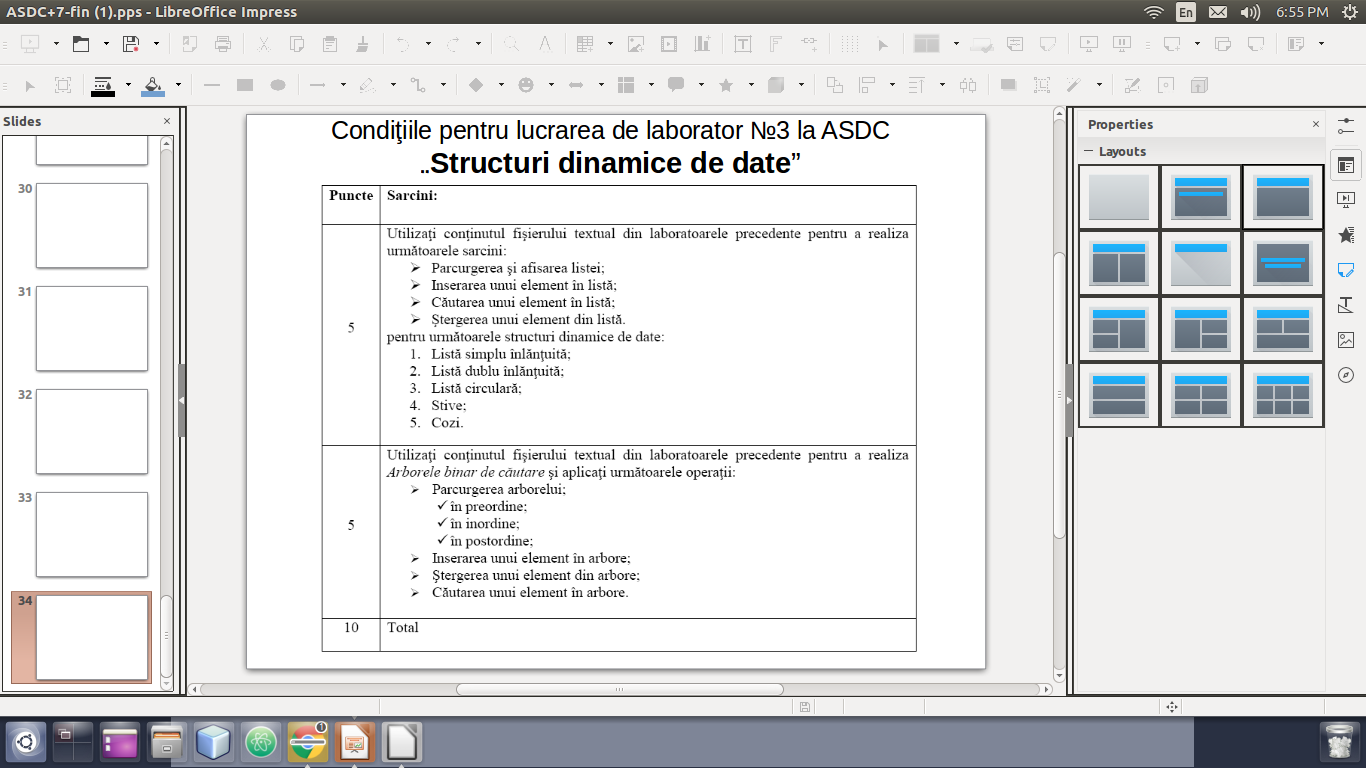 ASDC+7-fin (1).pps - LibreOffice Impress
En
6:55 PM
Slides
30
31
32
33
34
Condiţiile pentru lucrarea de laborator №3 la ASDC
„Structuri dinamice de date”
Puncte Sarcini:
5
Utilizaţi conţinutul fişierului textual din laboratoarele precedente pentru a realiza
următoarele sarcini:
Parcurgerea şi afisarea listei;
Inserarea unui element în listă;
Căutarea unui element în listă;
Ştergerea unui element din listă.
pentru următoarele structuri dinamice de date:
1. Listă simplu înlănţuită;
2. Listă dublu înlănţuită;
3. Listă circulară;
4. Stive;
5. Cozi.
5
Utilizaţi conţinutul fişierului textual din laboratoarele precedente pentru a realiza
Arborele binar de căutare şi aplicaţi următoarele operaţii:
Parcurgerea arborelui;
în preordine;
în inordine;
în postordine;
Inserarea unui element în arbore;
Ştergerea unui element din arbore;
Căutarea unui element în arbore.
10 Total
Properties
Layouts
1